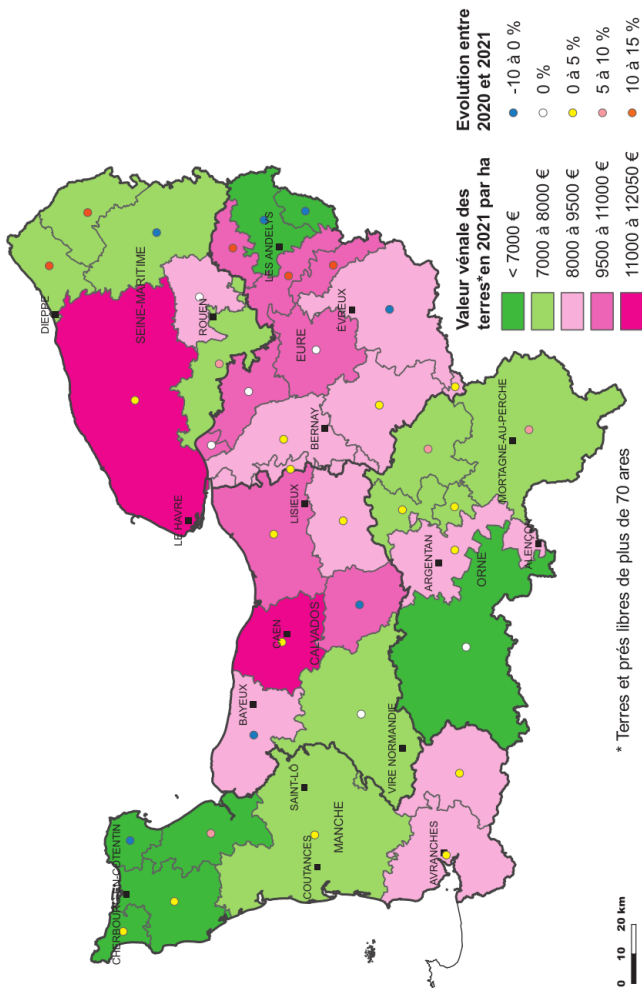 DIEPPE
SEINE-MARITIME
LE HAVRE
ROUEN
LES ANDELYS
EURE
ÉVREUX
BERNAY
LISIEUX
CAEN
CALVADOS
BAYEUX
CHERBOURG-EN-COTENTIN
SAINT-LÔ
COUTANCES
MANCHE
VIRE NORMANDIE
AVRANCHES
ARGENTAN
ORNE
ALENÇON
MORTAGNE-AU-PERCHE
Valeur vénale des
terres*en 2021 par ha
< 7000 €
7000 à 8000 €
8000 à 9500 €
9500 à 11000 €
11000 à 12050 €
Evolution entre
2020 et 2021
-10 à 0 %
0 %
0 à 5 %
5 à 10 %
10 à 15 %
* Terres et prés libres de plus de 70 ares
0 10 20 km